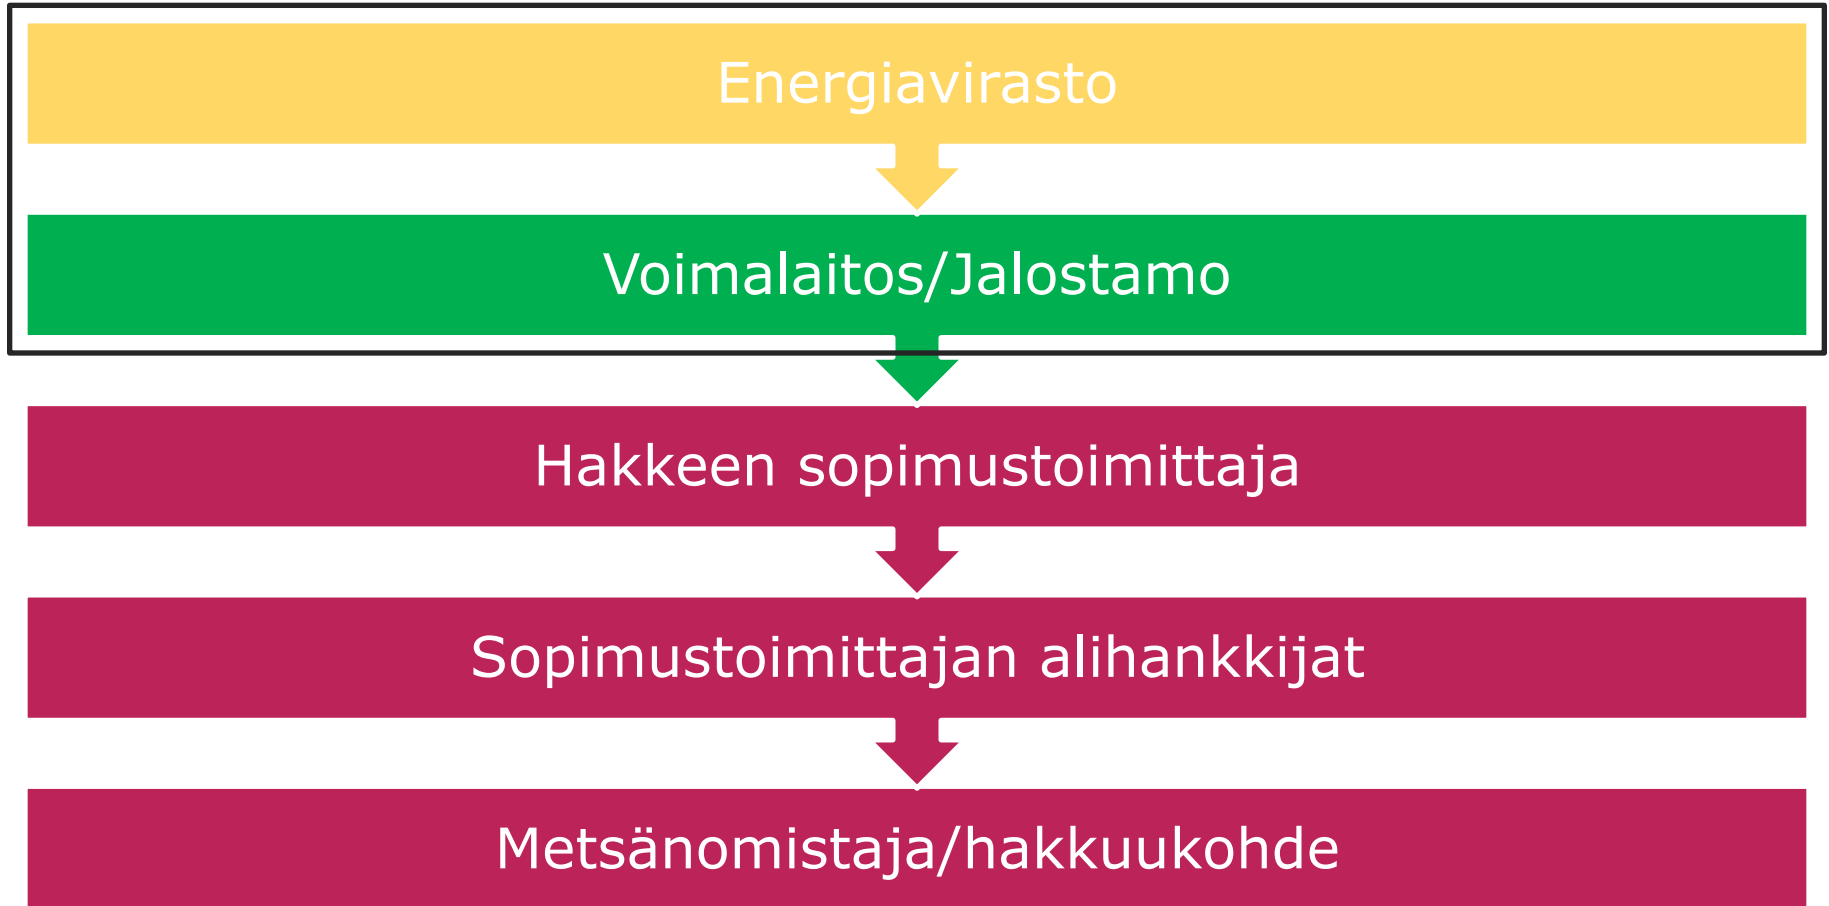 Energiavirasto
Voimalaitos/Jalostamo
Hakkeen sopimustoimittaja
Sopimustoimittajan alihankkijat
Metsänomistaja/hakkuukohde